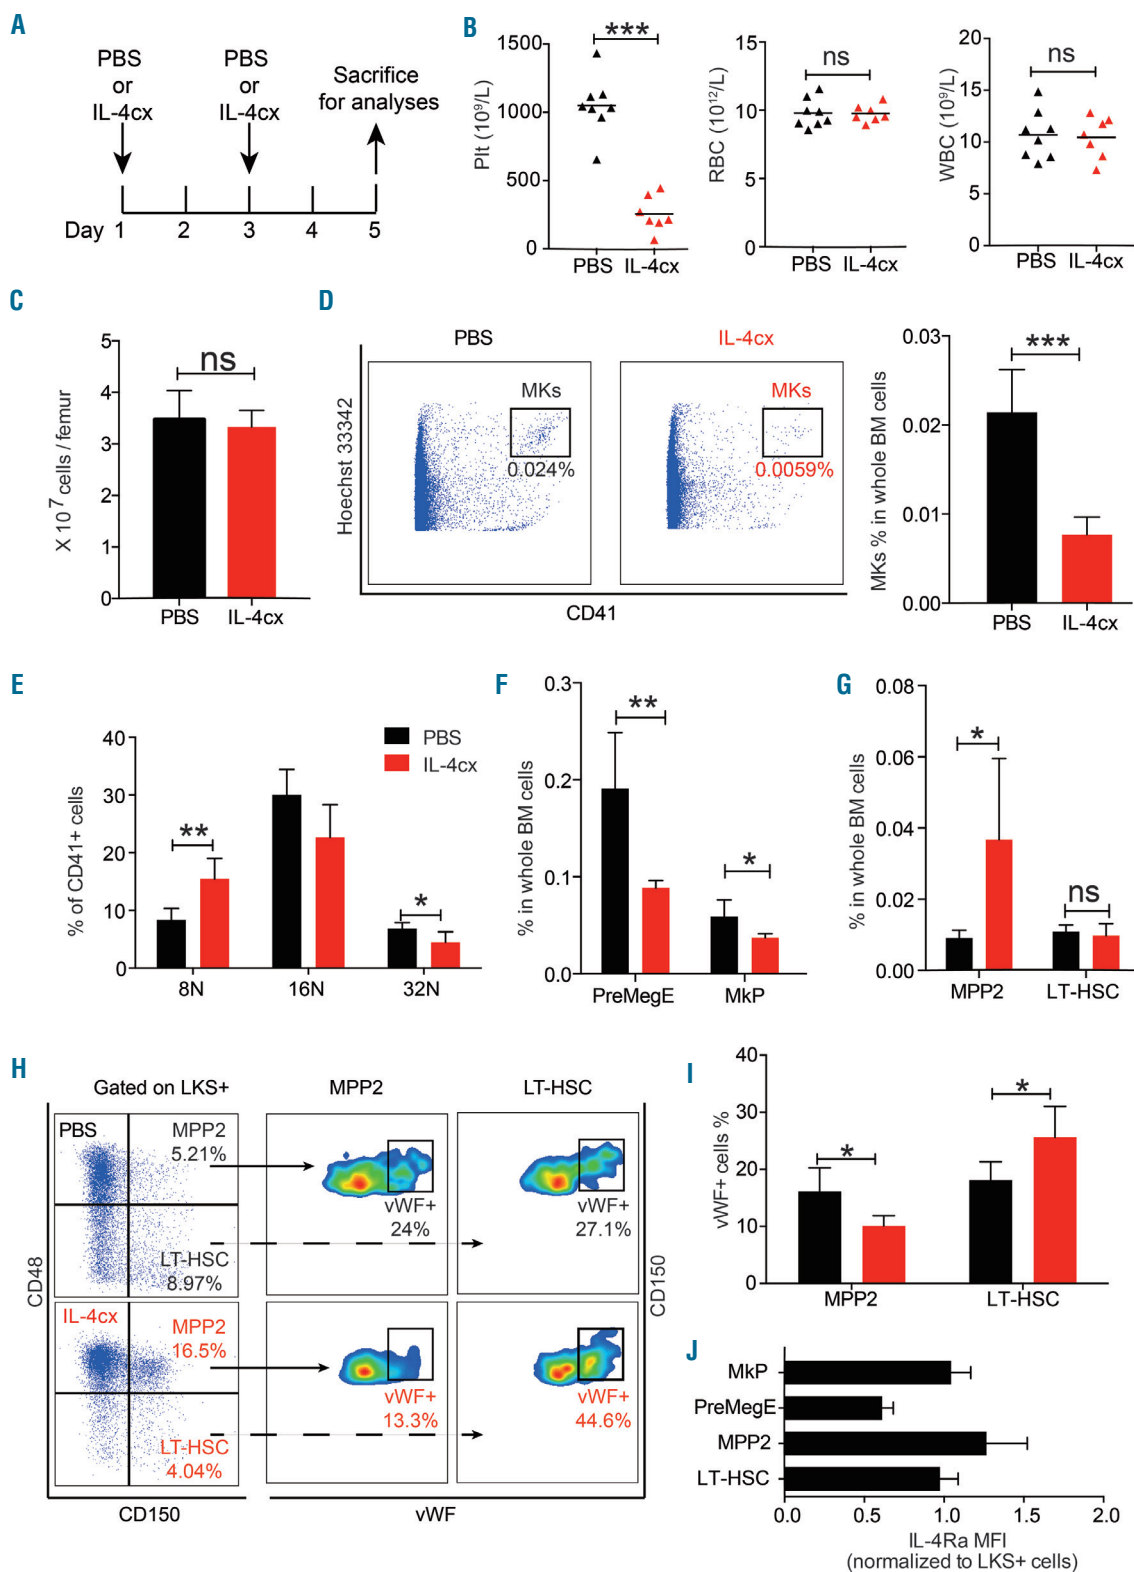 A
PBS
or
IL-4cx
PBS
or
IL-4cx
Sacrifice
for analyses
Day 1 2 3 4 5
B
Plt (10⁹/L)
1500
1000
500
0
***
PBS IL-4cx
RBC (10¹²/L)
15
10
5
0
ns
PBS IL-4cx
WBC (10⁹/L)
20
15
10
5
0
ns
PBS IL-4cx
C
X 10⁷ cells / femur
5
4
3
2
1
0
ns
PBS IL-4cx
D
PBS
IL-4cx
Hoechst 33342
MKs
0.024%
MKs
0.0059%
CD41
MKs % in whole BM cells
0.03
0.02
0.01
0.00
***
PBS IL-4cx
E
% of CD41+ cells
40
30
20
10
0
**
*
PBS
IL-4cx
8N 16N 32N
F
% in whole BM cells
0.3
0.2
0.1
0.0
**
*
PreMegE MkP
G
% in whole BM cells
0.08
0.06
0.04
0.02
0.00
*
ns
MPP2 LT-HSC
H
Gated on LKS+
MPP2
LT-HSC
PBS
MPP2
5.21%
LT-HSC
8.97%
vWF+
24%
vWF+
27.1%
IL-4cx
MPP2
16.5%
LT-HSC
4.04%
vWF+
13.3%
vWF+
44.6%
CD48
CD150
CD150
vWF
I
vWF+ cells %
40
30
20
10
0
*
*
MPP2 LT-HSC
J
MkP
PreMegE
MPP2
LT-HSC
0.0 0.5 1.0 1.5 2.0
IL-4Ra MFI
(normalized to LKS+ cells)